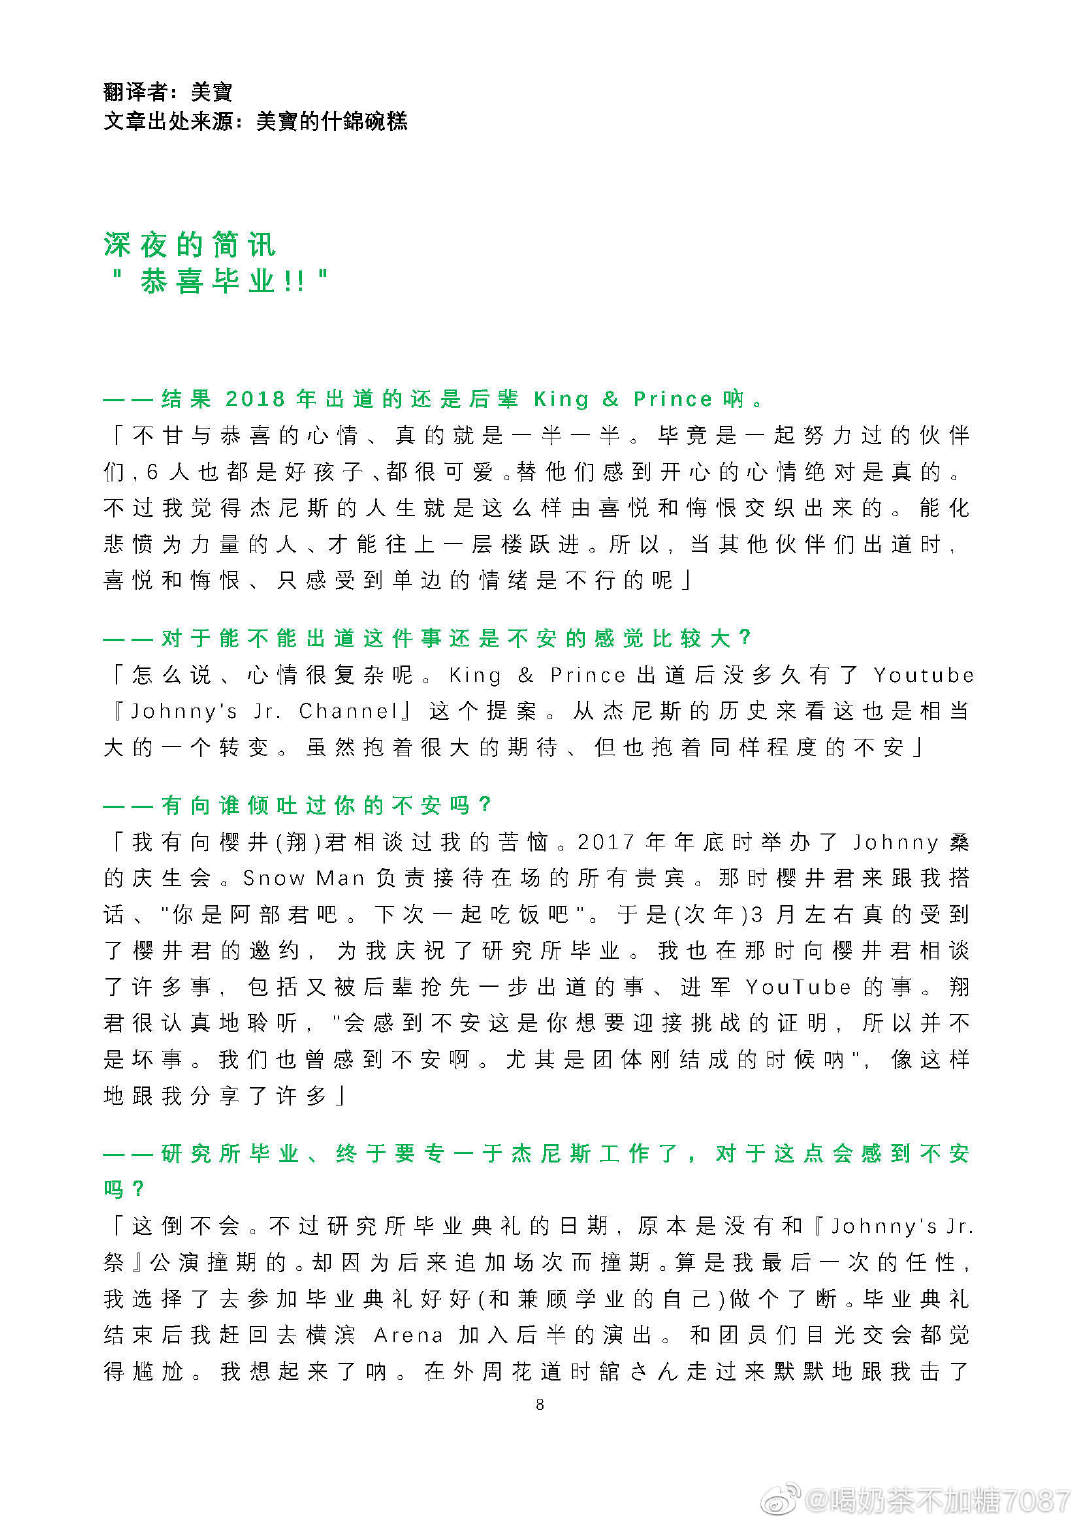 翻译者：美寶
文章出处来源：美寶的什錦碗糕
深夜的简讯
"恭喜毕业!!"
——结果 2018 年出道的还是后辈 King & Prince 呐。
「不甘与恭喜的心情、真的就是一半一半。毕竟是一起努力过的伙伴
们，6 人也都是好孩子、都很可爱。替他们感到开心的心情绝对是真的。
不过我觉得杰尼斯的人生就是这么样由喜悦和悔恨交织出来的。能化
悲愤为力量的人、才能往上一层楼跃进。所以，当其他伙伴们出道时，
喜悦和悔恨、只感受到单边的情绪是不行的呢」
——对于能不能出道这件事还是不安的感觉比较大？
「怎么说、心情很复杂呢。King & Prince 出道后没多久有了 Youtube
『Johnny's Jr. Channel』这个提案。从杰尼斯的历史来看这也是相当
大的一个转变。虽然抱着很大的期待、但也抱着同样程度的不安」
——有向谁倾吐过你的不安吗？
「我有向樱井(翔)君相谈过我的苦恼。2017 年年底时举办了 Johnny 桑
的庆生会。Snow Man 负责接待在场的所有贵宾。那时樱井君来跟我搭
话、"你是阿部君吧。下次一起吃饭吧"。于是(次年)3 月左右真的受到
了樱井君的邀约，为我庆祝了研究所毕业。我也在那时向樱井君相谈
了许多事，包括又被后辈抢先一步出道的事、进军 YouTube 的事。翔
君很认真地聆听，"会感到不安这是你想要迎接挑战的证明，所以并不
是坏事。我们也曾感到不安啊。尤其是团体刚结成的时候呐"，像这样
地跟我分享了许多」
——研究所毕业、终于要专一于杰尼斯工作了，对于这点会感到不安
吗？
「这倒不会。不过研究所毕业典礼的日期，原本是没有和『Johnny's Jr.
祭』公演撞期的。却因为后来追加场次而撞期。算是我最后一次的任性，
我选择了去参加毕业典礼好好(和兼顾学业的自己)做个了断。毕业典礼
结束后我赶回去横滨 Arena 加入后半的演出。和团员们目光交会都觉
得尴尬。我想起来了呐。在外周花道时舘さん走过来默默地跟我击了
8
@喝奶茶不加糖7087